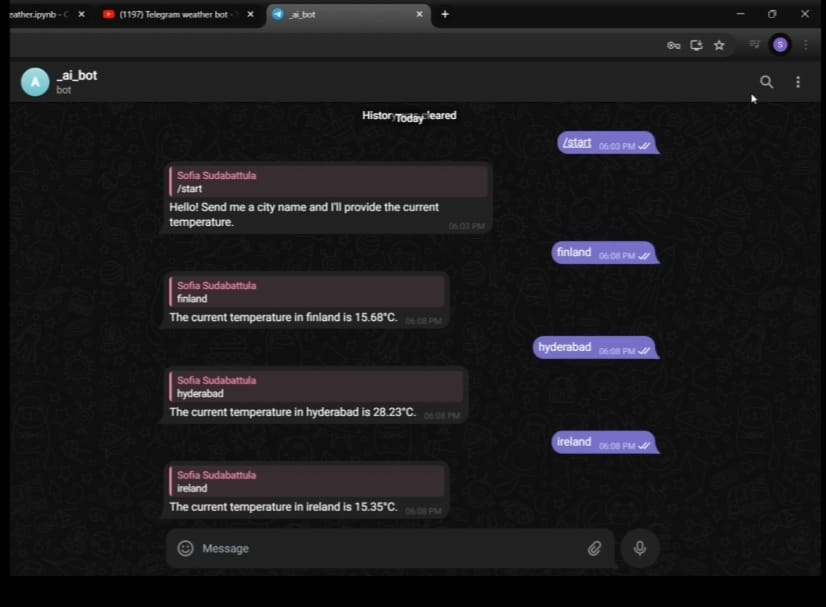 eather.ipynb - C
(1197) Telegram weather bot -
_ai_bot
S
A
_ai_bot
bot
Today
/start 06:03 PM
Sofia Sudabattula
/start
Hello! Send me a city name and I'll provide the current
temperature.
06:03 PM
finland 06:08 PM
Sofia Sudabattula
finland
The current temperature in finland is 15.68°C. 06:08 PM
hyderabad 06:08 PM
Sofia Sudabattula
hyderabad
The current temperature in hyderabad is 28.23°C. 06:08 PM
ireland 06:08 PM
Sofia Sudabattula
ireland
The current temperature in ireland is 15.35°C. 06:08 PM
Message